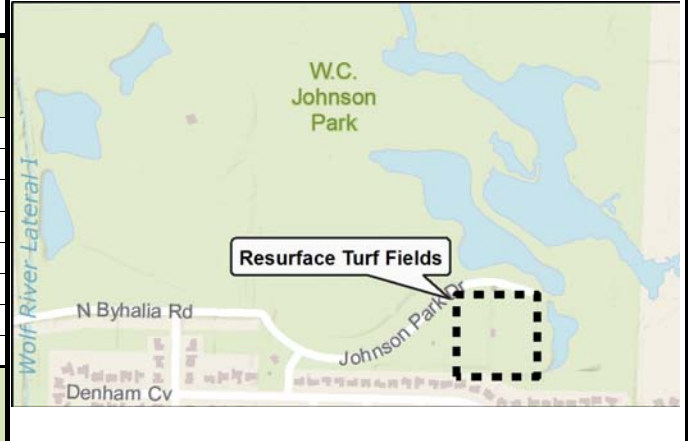 W.C.
Johnson
Park
Wolf River Lateral I
Resurface Turf Fields
N Byhalia Rd
Johnson Park Dr
Denham Cv